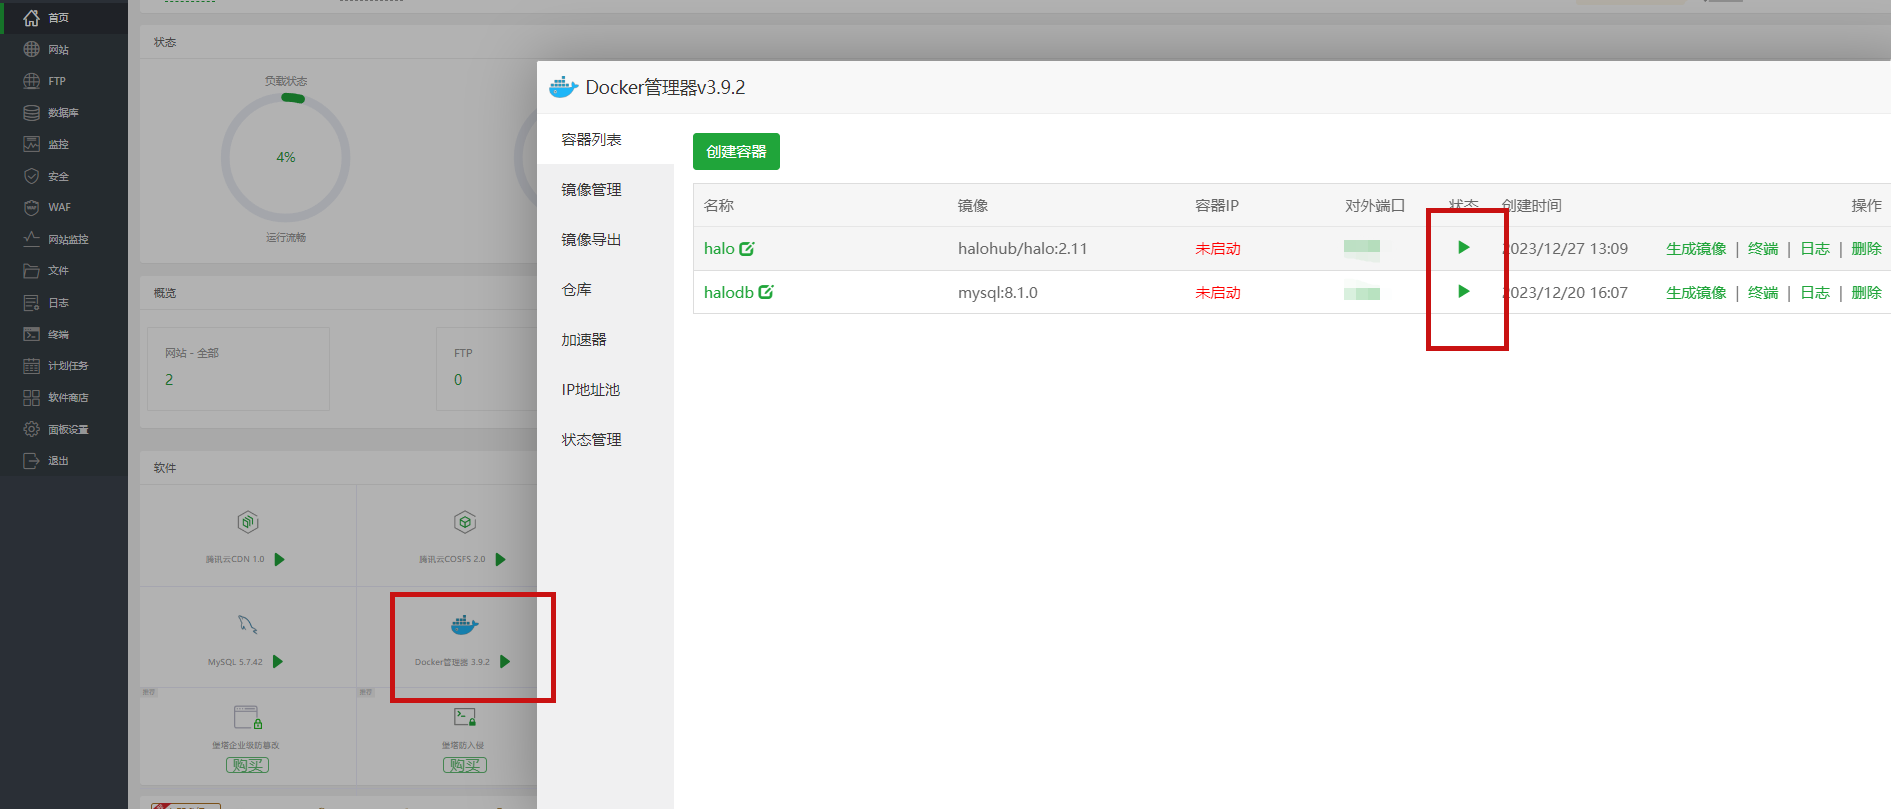 首页
网站
FTP
数据库
监控
安全
WAF
网站监控
文件
日志
终端
计划任务
软件商店
面板设置
退出
状态
负载状态
4%
运行流畅
概览
网站 - 全部
2
FTP
0
软件
腾讯云CDN 1.0
腾讯云COSFS 2.0
MySQL 5.7.42
Docker管理器 3.9.2
推荐
推荐
堡塔企业级防篡改
购买
堡塔防入侵
购买
Docker管理器v3.9.2
容器列表
镜像管理
镜像导出
仓库
加速器
IP地址池
状态管理
创建容器
名称 镜像 容器IP 对外端口 状态 创建时间 操作
halo halohub/halo:2.11 未启动 2023/12/27 13:09 生成镜像 | 终端 | 日志 | 删除
halodb mysql:8.1.0 未启动 2023/12/20 16:07 生成镜像 | 终端 | 日志 | 删除